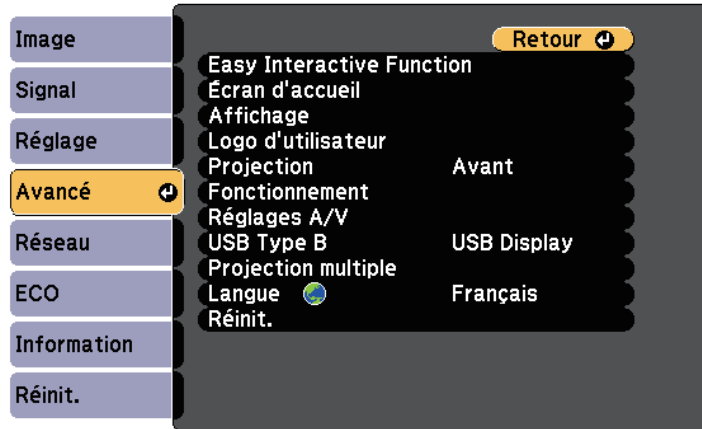 Image
Signal
Réglage
Avancé
Réseau
ECO
Information
Réinit.
Retour
Easy Interactive Function
Écran d'accueil
Affichage
Logo d'utilisateur
Projection Avant
Fonctionnement
Réglages A/V
USB Type B USB Display
Projection multiple
Langue Français
Réinit.